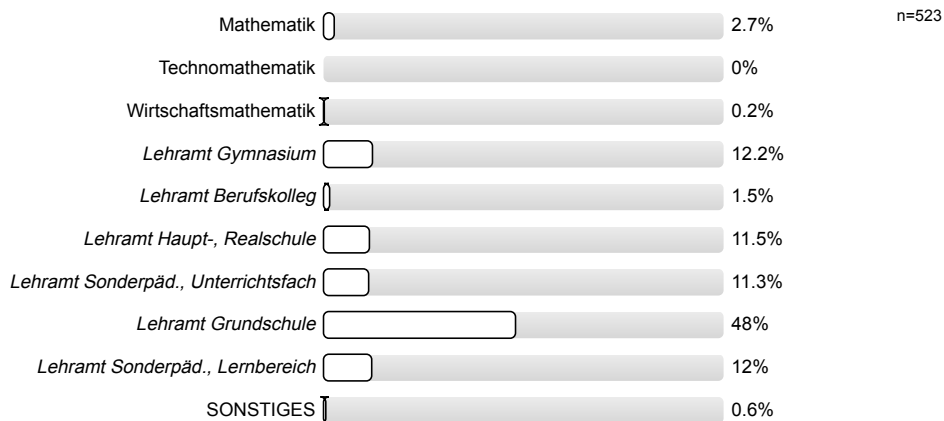 Mathematik 2.7% n=523
Technomathematik 0%
Wirtschaftsmathematik 0.2%
Lehramt Gymnasium 12.2%
Lehramt Berufskolleg 1.5%
Lehramt Haupt-, Realschule 11.5%
Lehramt Sonderpäd., Unterrichtsfach 11.3%
Lehramt Grundschule 48%
Lehramt Sonderpäd., Lernbereich 12%
SONSTIGES 0.6%